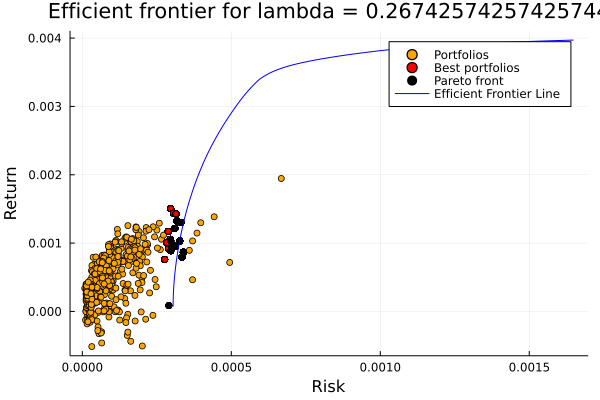 Efficient frontier for lambda = 0.26742574257425744
0.004
Portfolios
Best portfolios
Pareto front
Efficient Frontier Line
0.003
Return
0.002
0.001
0.000
0.0000
0.0005
0.0010
0.0015
Risk